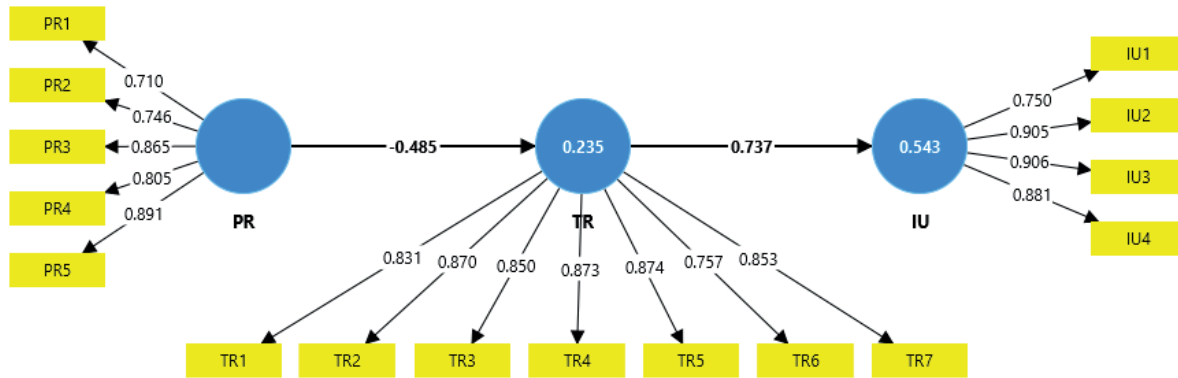 PR1
PR2
PR3
PR4
PR5
0.710
0.746
0.865
0.805
0.891
PR
-0.485
0.235
TR
0.737
0.543
IU
0.750
0.905
0.906
0.881
IU1
IU2
IU3
IU4
0.831
0.870
0.850
0.873
0.874
0.757
0.853
TR1
TR2
TR3
TR4
TR5
TR6
TR7